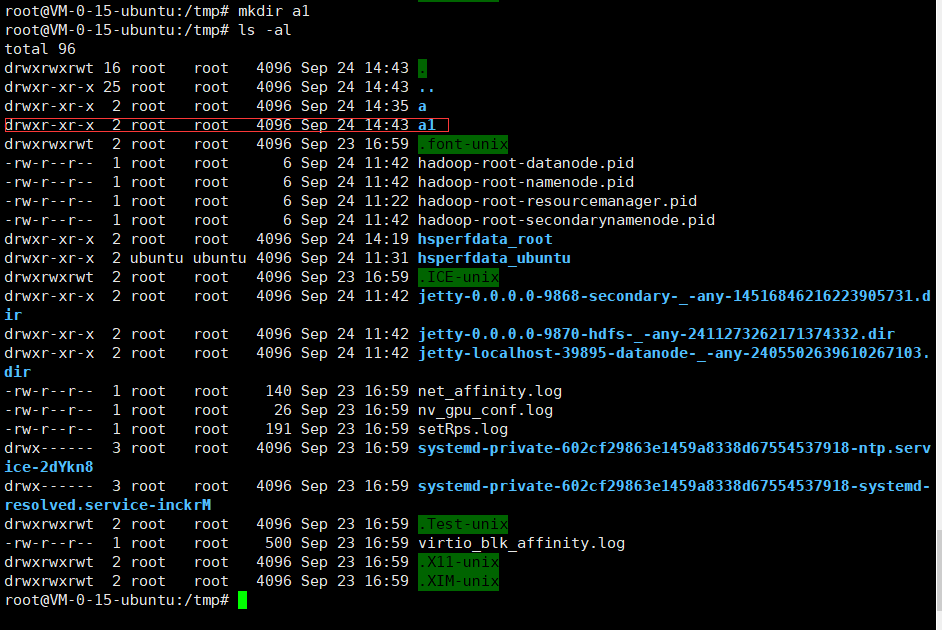 root@VM-0-15-ubuntu:/tmp# mkdir a1
root@VM-0-15-ubuntu:/tmp# ls -al
total 96
drwxrwxrwt 16 root   root   4096 Sep 24 14:43 .
drwxr-xr-x 25 root   root   4096 Sep 24 14:43 ..
drwxr-xr-x  2 root   root   4096 Sep 24 14:35 a
drwxr-xr-x  2 root   root   4096 Sep 24 14:43 a1
drwxrwxrwt  2 root   root   4096 Sep 23 16:59 .font-unix
-rw-r--r--  1 root   root      6 Sep 24 11:42 hadoop-root-datanode.pid
-rw-r--r--  1 root   root      6 Sep 24 11:42 hadoop-root-namenode.pid
-rw-r--r--  1 root   root      6 Sep 24 11:22 hadoop-root-resourcemanager.pid
-rw-r--r--  1 root   root      6 Sep 24 11:42 hadoop-root-secondarynamenode.pid
drwxr-xr-x  2 root   root   4096 Sep 24 14:19 hsperfdata_root
drwxr-xr-x  2 ubuntu ubuntu 4096 Sep 24 11:31 hsperfdata_ubuntu
drwxrwxrwt  2 root   root   4096 Sep 23 16:59 .ICE-unix
drwxr-xr-x  2 root   root   4096 Sep 24 11:42 jetty-0.0.0.0-9868-secondary-_-any-14516846216223905731.d
ir
drwxr-xr-x  2 root   root   4096 Sep 24 11:42 jetty-0.0.0.0-9870-hdfs-_-any-2411273262171374332.dir
drwxr-xr-x  2 root   root   4096 Sep 24 11:42 jetty-localhost-39895-datanode-_-any-2405502639610267103.
dir
-rw-r--r--  1 root   root    140 Sep 23 16:59 net_affinity.log
-rw-r--r--  1 root   root     26 Sep 23 16:59 nv_gpu_conf.log
-rw-r--r--  1 root   root    191 Sep 23 16:59 setRps.log
drwx------  3 root   root   4096 Sep 23 16:59 systemd-private-602cf29863e1459a8338d67554537918-ntp.serv
ice-2dYkn8
drwx------  3 root   root   4096 Sep 23 16:59 systemd-private-602cf29863e1459a8338d67554537918-systemd-
resolved.service-inckrM
drwxrwxrwt  2 root   root   4096 Sep 23 16:59 .Test-unix
-rw-r--r--  1 root   root    500 Sep 23 16:59 virtio_blk_affinity.log
drwxrwxrwt  2 root   root   4096 Sep 23 16:59 .X11-unix
drwxrwxrwt  2 root   root   4096 Sep 23 16:59 .XIM-unix
root@VM-0-15-ubuntu:/tmp#